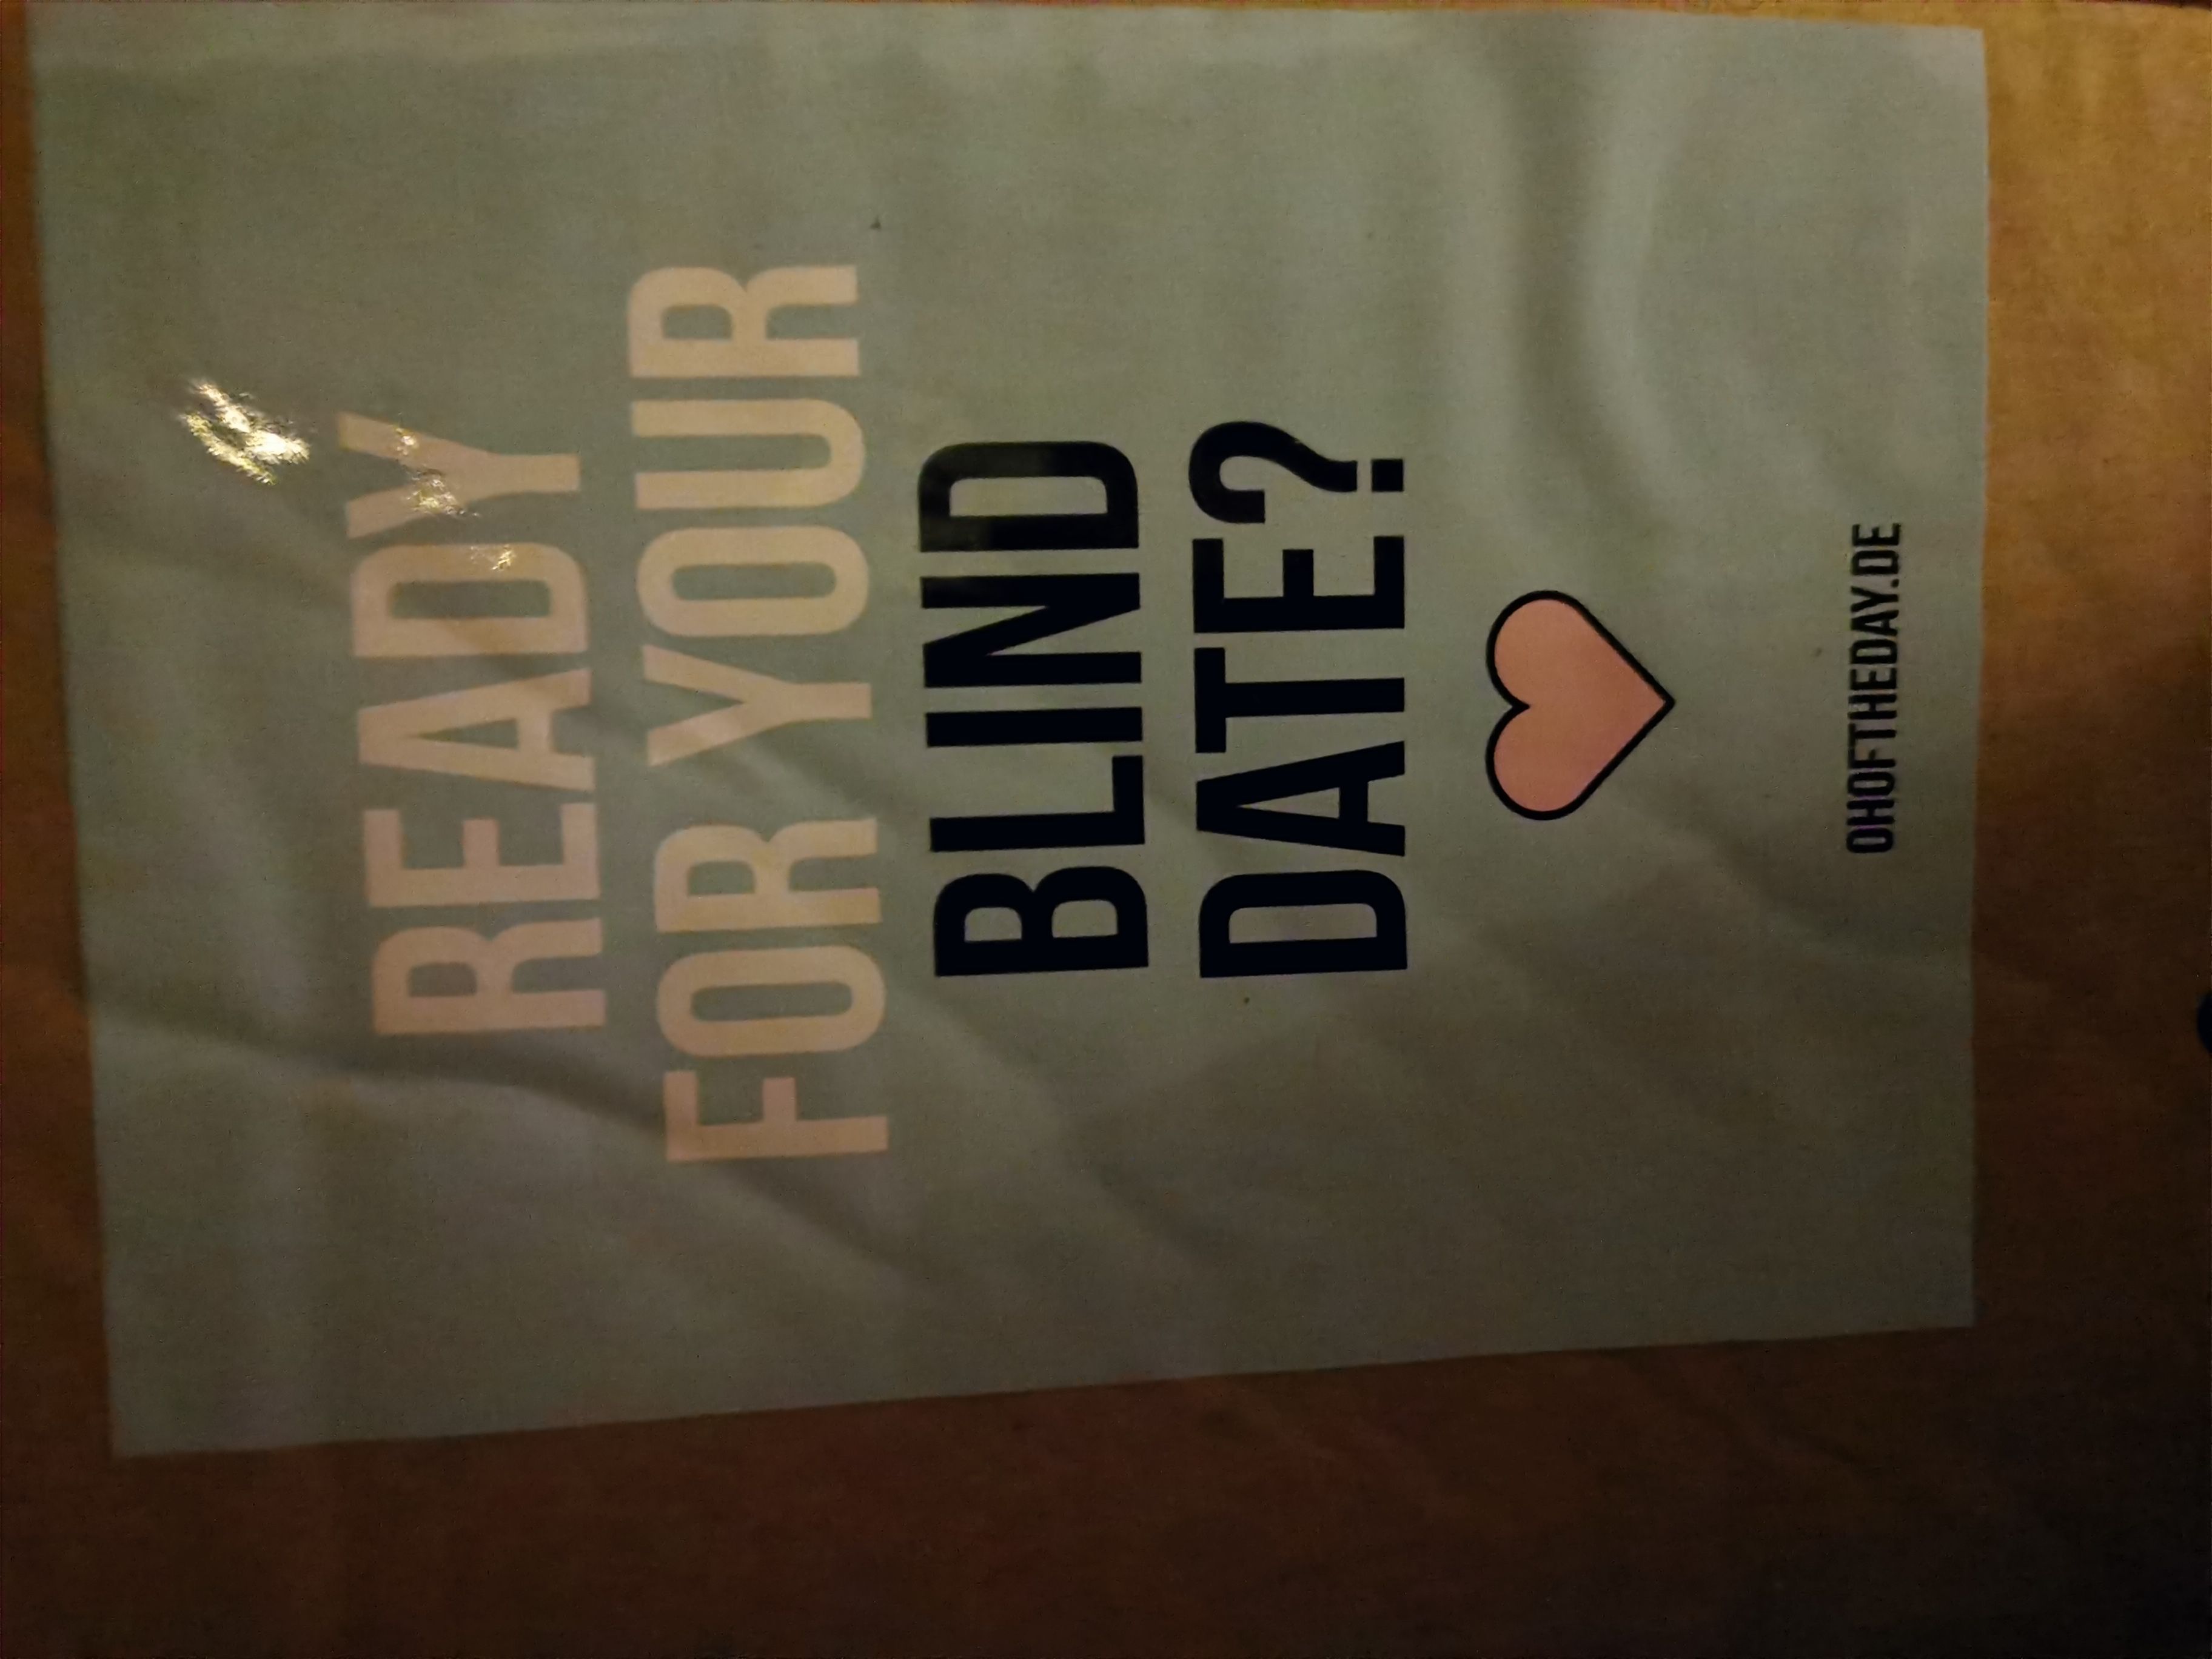 READY
FOR YOUR
BLIND
DATE?
OHOFTHEDAY.DE